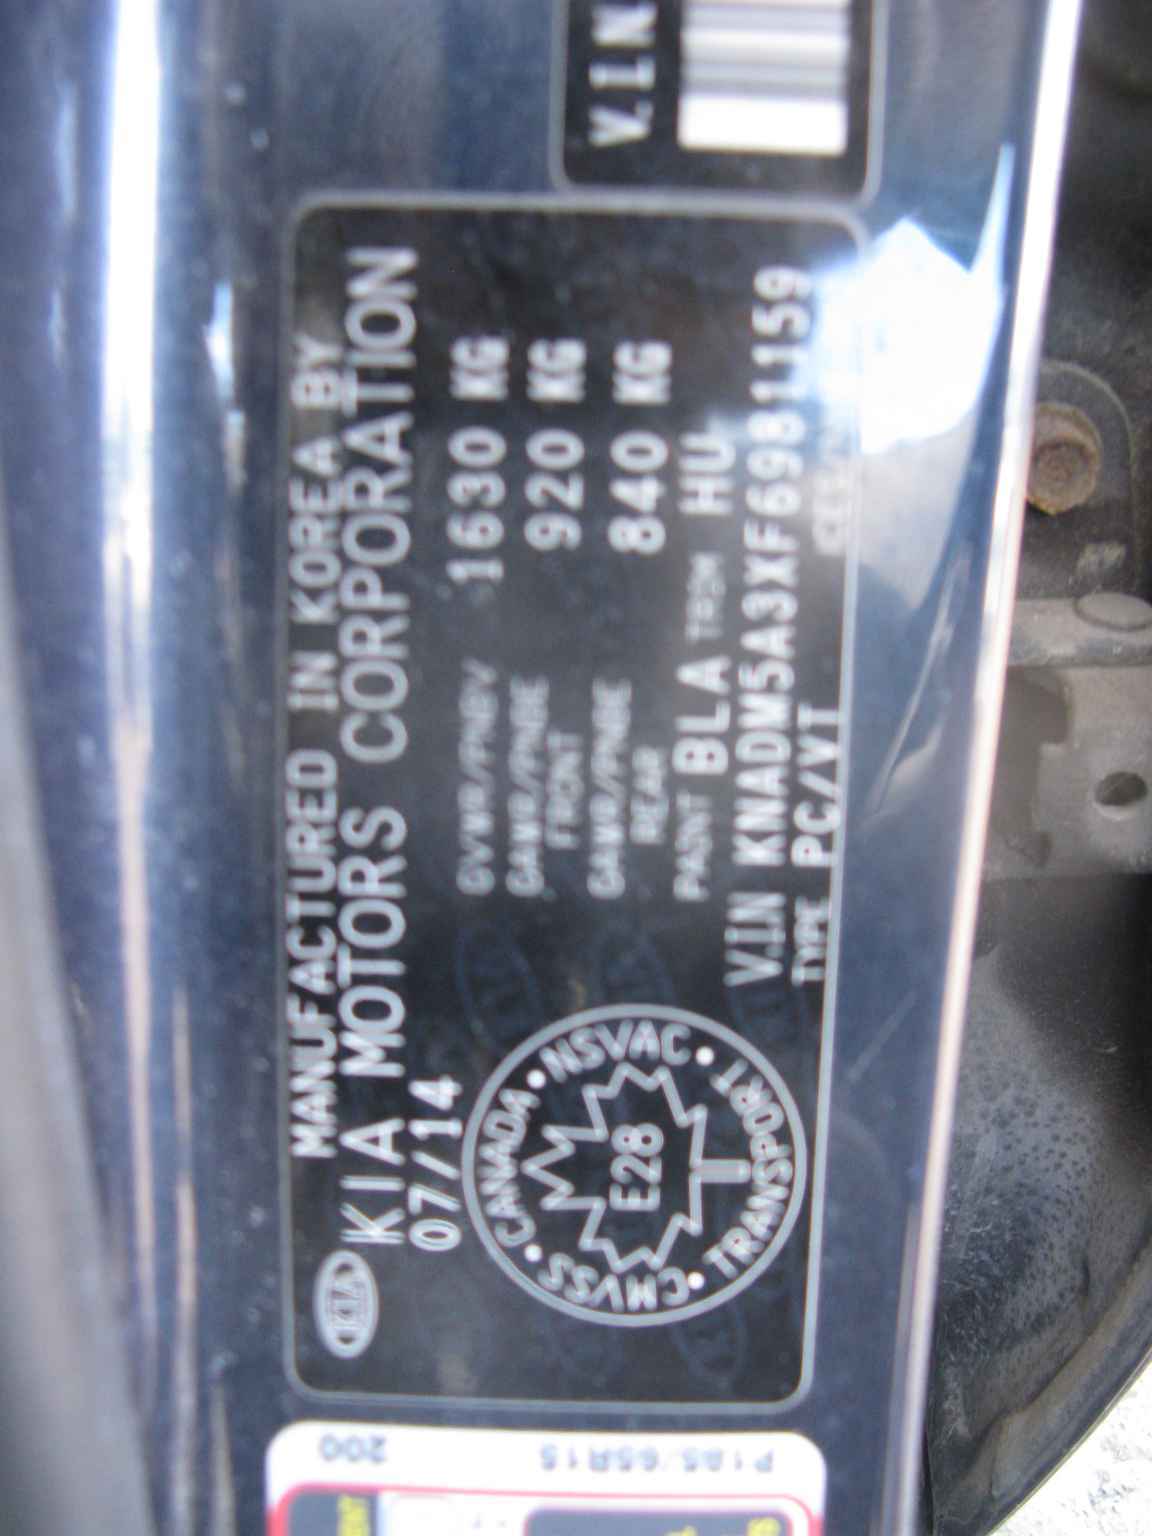 V.I.N
MANUFACTURED IN KOREA BY
KIA
KIA MOTORS CORPORATION
07/14
GVWR/PNBV 1630 KG
GAWR/PNBE 920 KG
FRONT
GAWR/PNBE 840 KG
REAR
PAINT BLA TRIM HU
V.I.N KNADM5A3XF6981159
TYPE PC/VT
CANADA · NSVAC · TRANSPORT · CMVSS ·
E28
200
P185/65R15